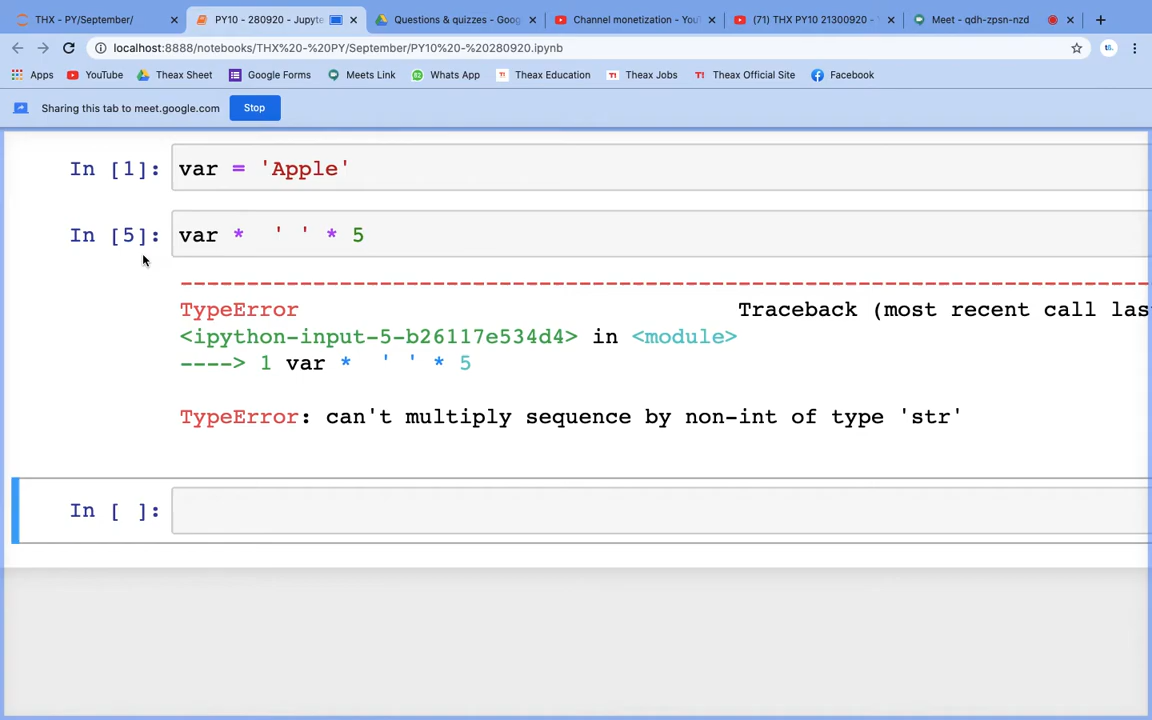 THX - PY/September/
PY10 - 280920 - Jupyte
Questions & quizzes - Goog
Channel monetization - You
(71) THX PY10 21300920 -
Meet - qdh-zpsn-nzd
localhost:8888/notebooks/THX%20-%20PY/September/PY10%20-%20280920.ipynb
Apps YouTube Theax Sheet Google Forms Meets Link Whats App Theax Education Theax Jobs Theax Official Site Facebook
Sharing this tab to meet.google.com Stop
In [1]: var = 'Apple'
In [5]: var *  ' ' * 5
---------------------------------------------------------------------------
TypeError Traceback (most recent call las
<ipython-input-5-b26117e534d4> in <module>
----> 1 var *  ' ' * 5
TypeError: can't multiply sequence by non-int of type 'str'
In [ ]: